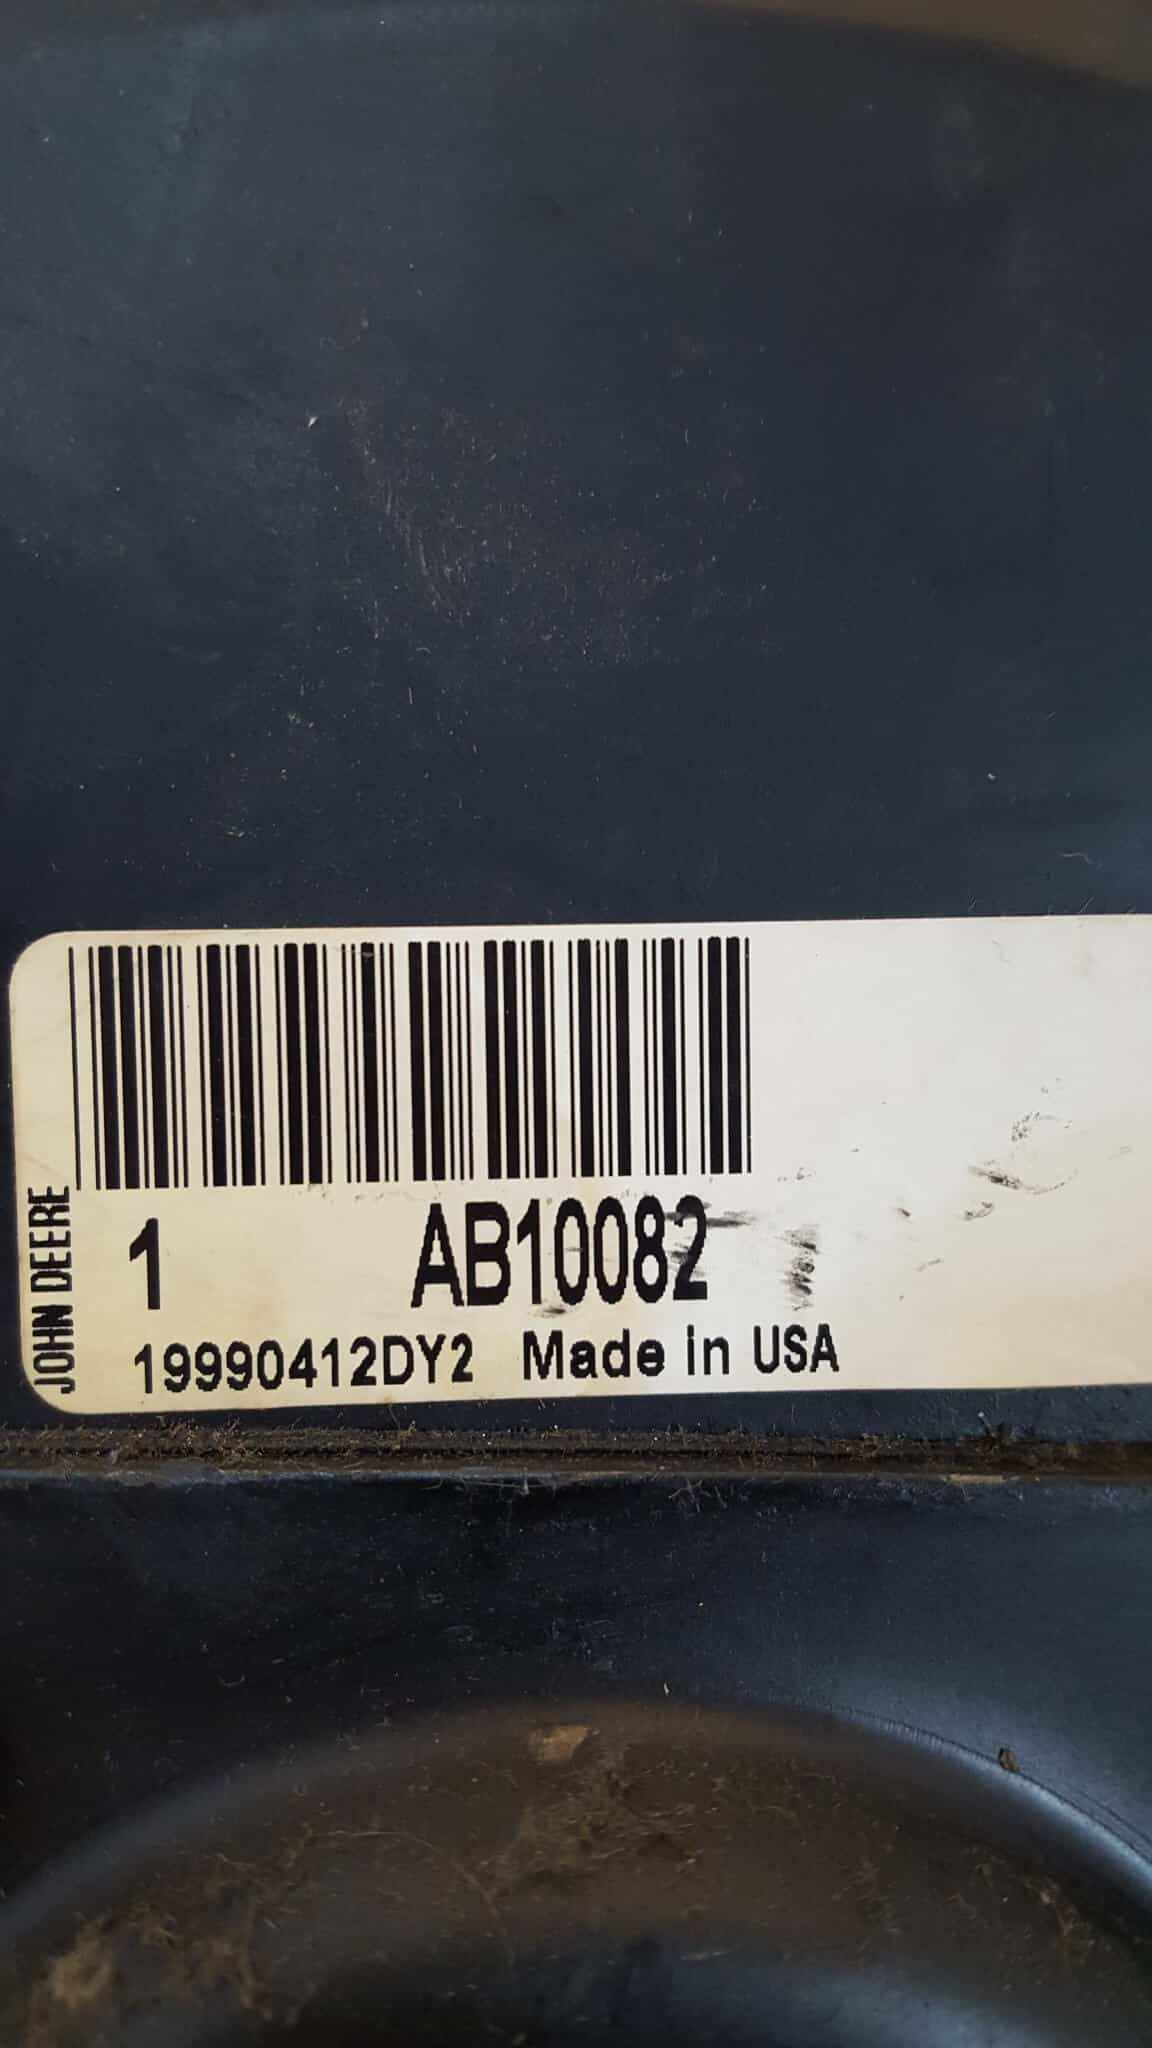 JOHN DEERE
1 AB10082
19990412DY2 Made in USA